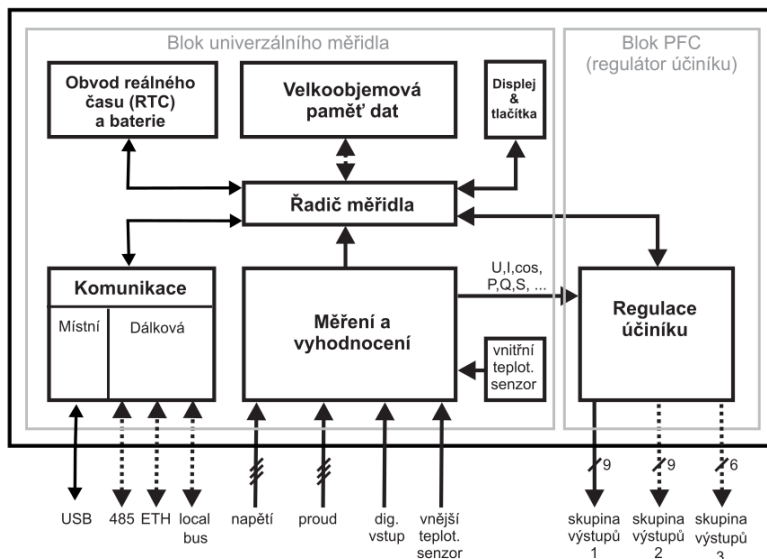 Blok univerzálního měřidla
Blok PFC
(regulátor účiníku)
Obvod reálného
času (RTC)
a baterie
Velkoobjemová
paměť dat
Displej
&
tlačítka
Řadič měřidla
Komunikace
Místní
Dálková
Měření a
vyhodnocení
U,I,cos,
P,Q,S, ...
vnitřní
teplot.
senzor
Regulace
účiníku
9
9
6
USB
485
ETH
local
bus
napětí
proud
dig.
vstup
vnější
teplot.
senzor
skupina
výstupů
1
skupina
výstupů
2
skupina
výstupů
3